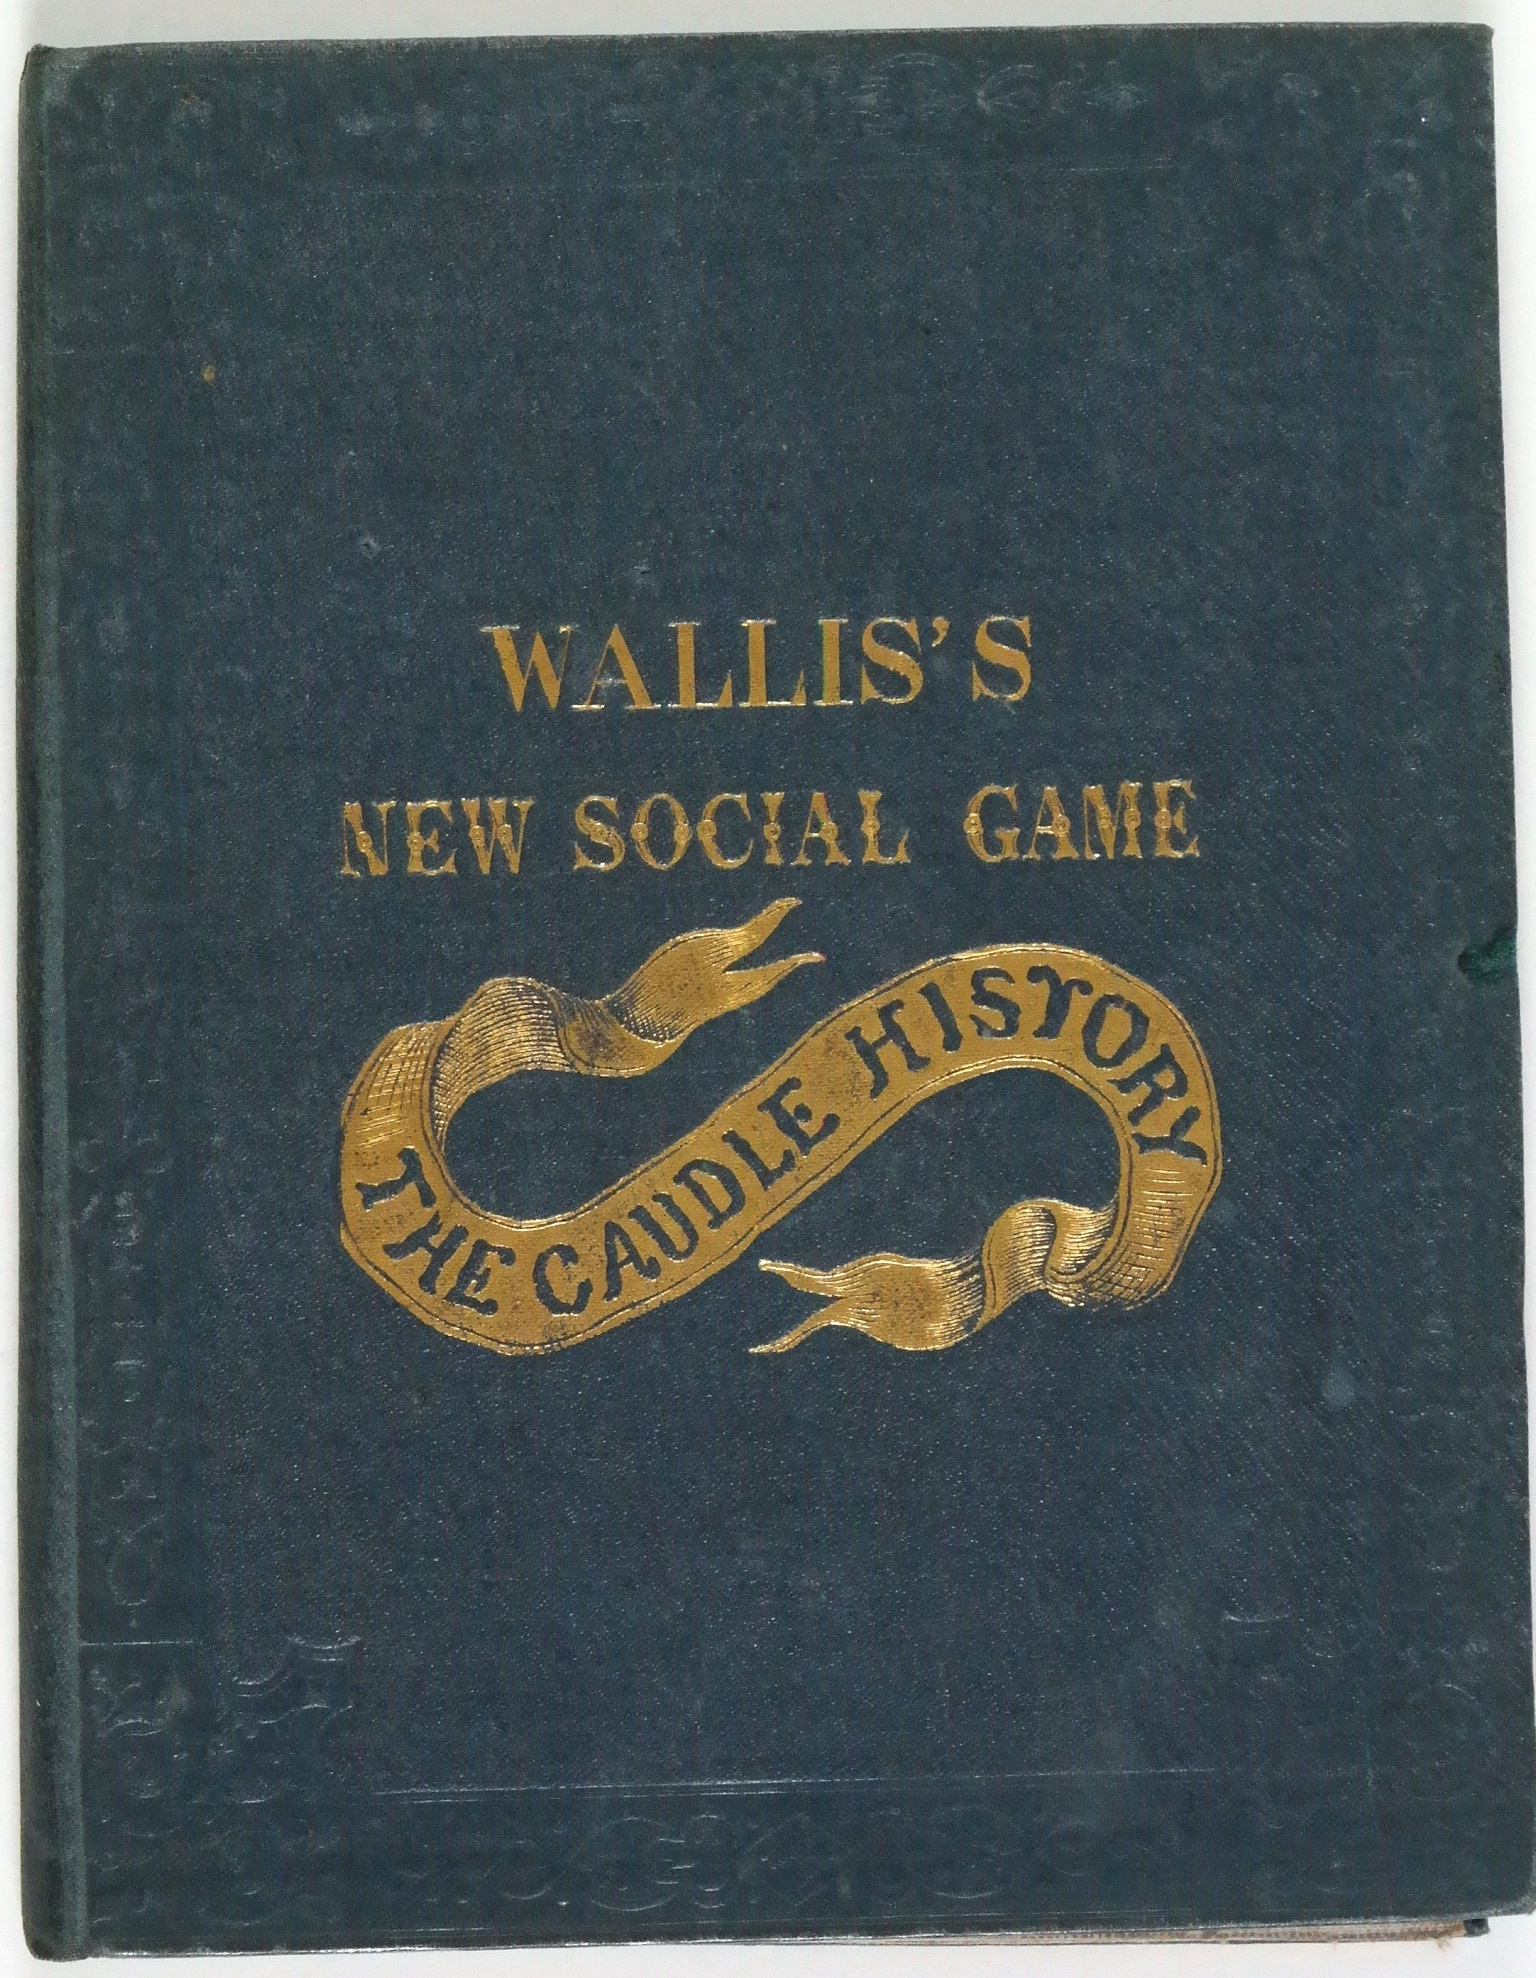 WALLIS'S
NEW SOCIAL GAME
THE CAUDLE HISTORY